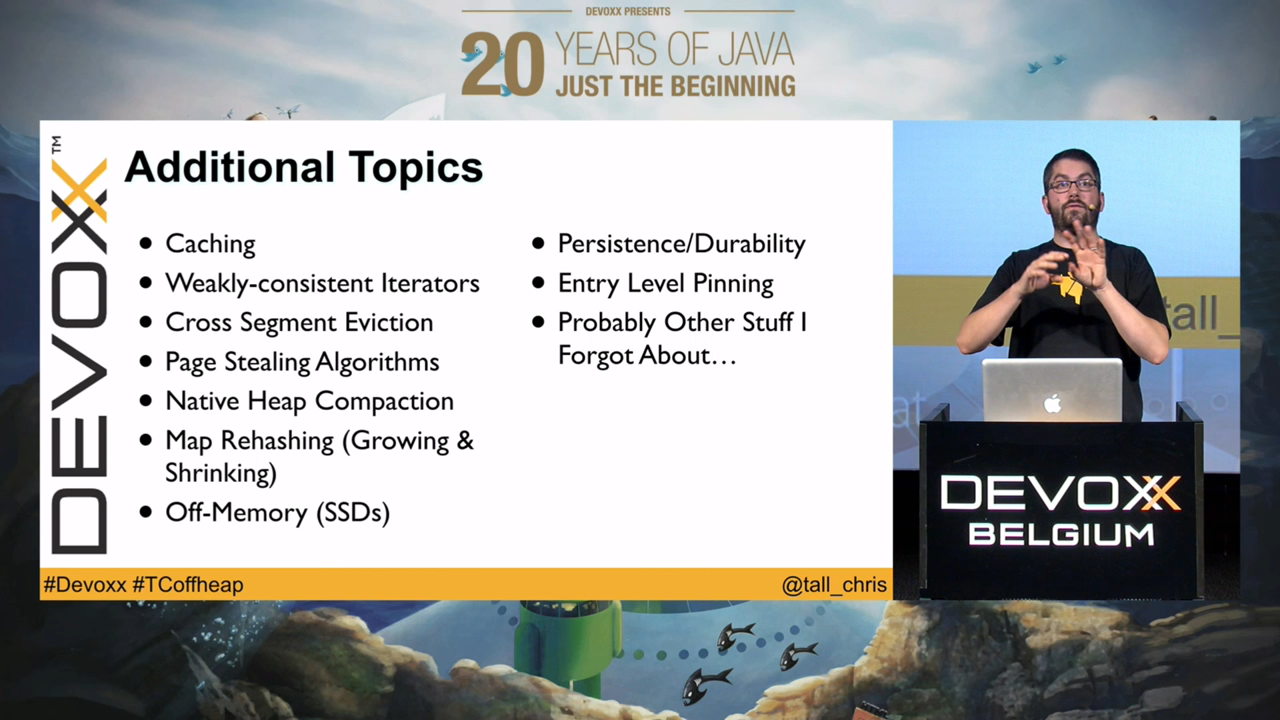 DEVOXX PRESENTS
20 YEARS OF JAVA
JUST THE BEGINNING
DEVOXX™
Additional Topics
• Caching
• Weakly-consistent Iterators
• Cross Segment Eviction
• Page Stealing Algorithms
• Native Heap Compaction
• Map Rehashing (Growing &
Shrinking)
• Off-Memory (SSDs)
• Persistence/Durability
• Entry Level Pinning
• Probably Other Stuff I
Forgot About…
#Devoxx #TCoffheap
@tall_chris
tall_
at
DEVOXX
BELGIUM